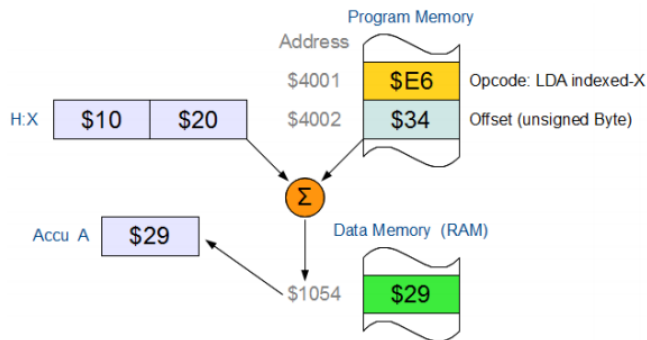 Program Memory
Address
$4001 $E6 Opcode: LDA indexed-X
H:X $10 $20 $4002 $34 Offset (unsigned Byte)
Σ
Data Memory (RAM)
Accu A $29
$1054 $29